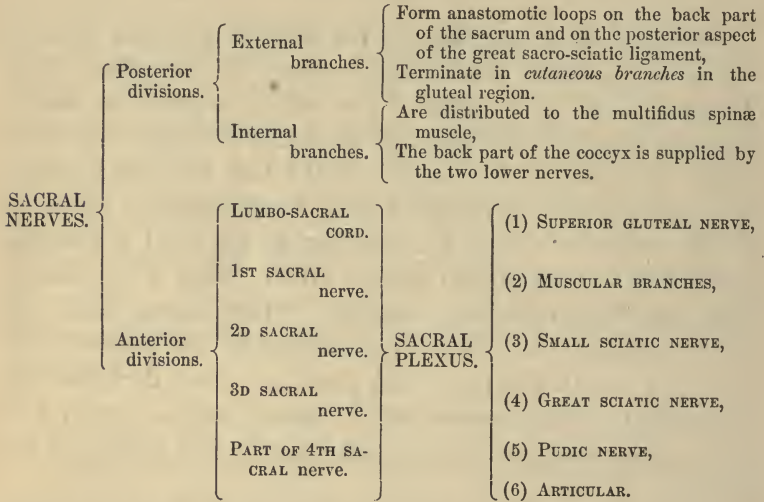 SACRAL
NERVES.
Posterior
divisions.
External
branches.
Form anastomotic loops on the back part
of the sacrum and on the posterior aspect
of the great sacro-sciatic ligament,
Terminate in cutaneous branches in the
gluteal region.
Internal
branches.
Are distributed to the multifidus spinæ
muscle,
The back part of the coccyx is supplied by
the two lower nerves.
Anterior
divisions.
LUMBO-SACRAL
CORD.
1ST SACRAL
nerve.
2D SACRAL
nerve.
3D SACRAL
nerve.
PART OF 4TH SA-
CRAL nerve.
SACRAL
PLEXUS.
(1) SUPERIOR GLUTEAL NERVE,
(2) MUSCULAR BRANCHES,
(3) SMALL SCIATIC NERVE,
(4) GREAT SCIATIC NERVE,
(5) PUDIC NERVE,
(6) ARTICULAR.